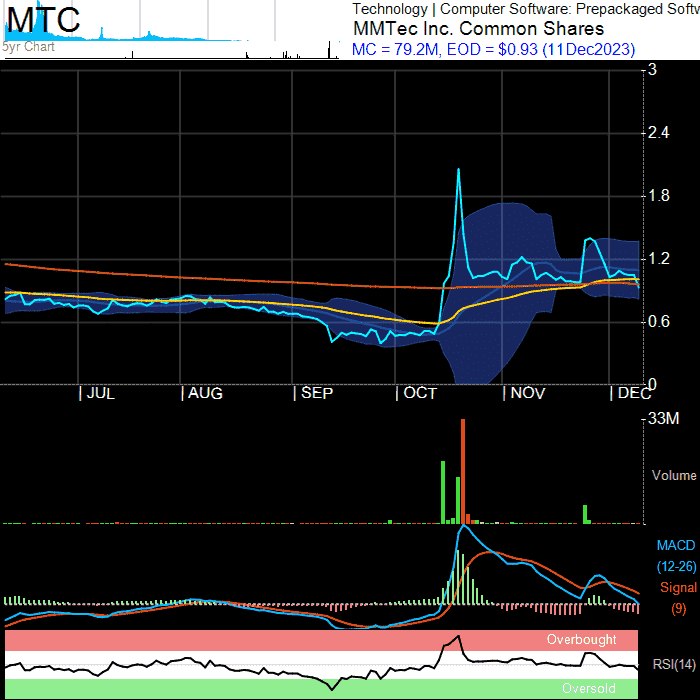 MTC
5yr Chart
Technology | Computer Software: Prepackaged Softw
MMTec Inc. Common Shares
MC = 79.2M, EOD = $0.93 (11Dec2023)
3
2.4
1.8
1.2
0.6
0
JUL
AUG
SEP
OCT
NOV
DEC
33M
Volume
MACD
(12-26)
Signal
(9)
Overbought
RSI(14)
Oversold